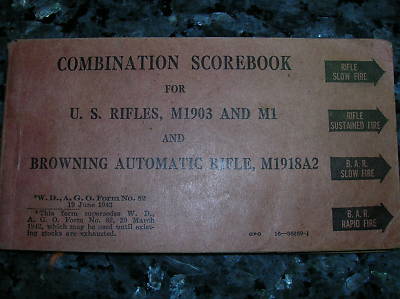 COMBINATION SCOREBOOK
FOR
U. S. RIFLES, M1903 AND M1
AND
BROWNING AUTOMATIC RIFLE, M1918A2
*W. D., A. G. O. Form No. 82
19 June 1943
*This form supersedes W. D.,
A. G. O. Form No. 82, 20 March
1942, which may be used until exist-
ing stocks are exhausted.
GPO
RIFLE
SLOW FIRE
RIFLE
SUSTAINED FIRE
B. A. R.
SLOW FIRE
B. A. R.
RAPID FIRE